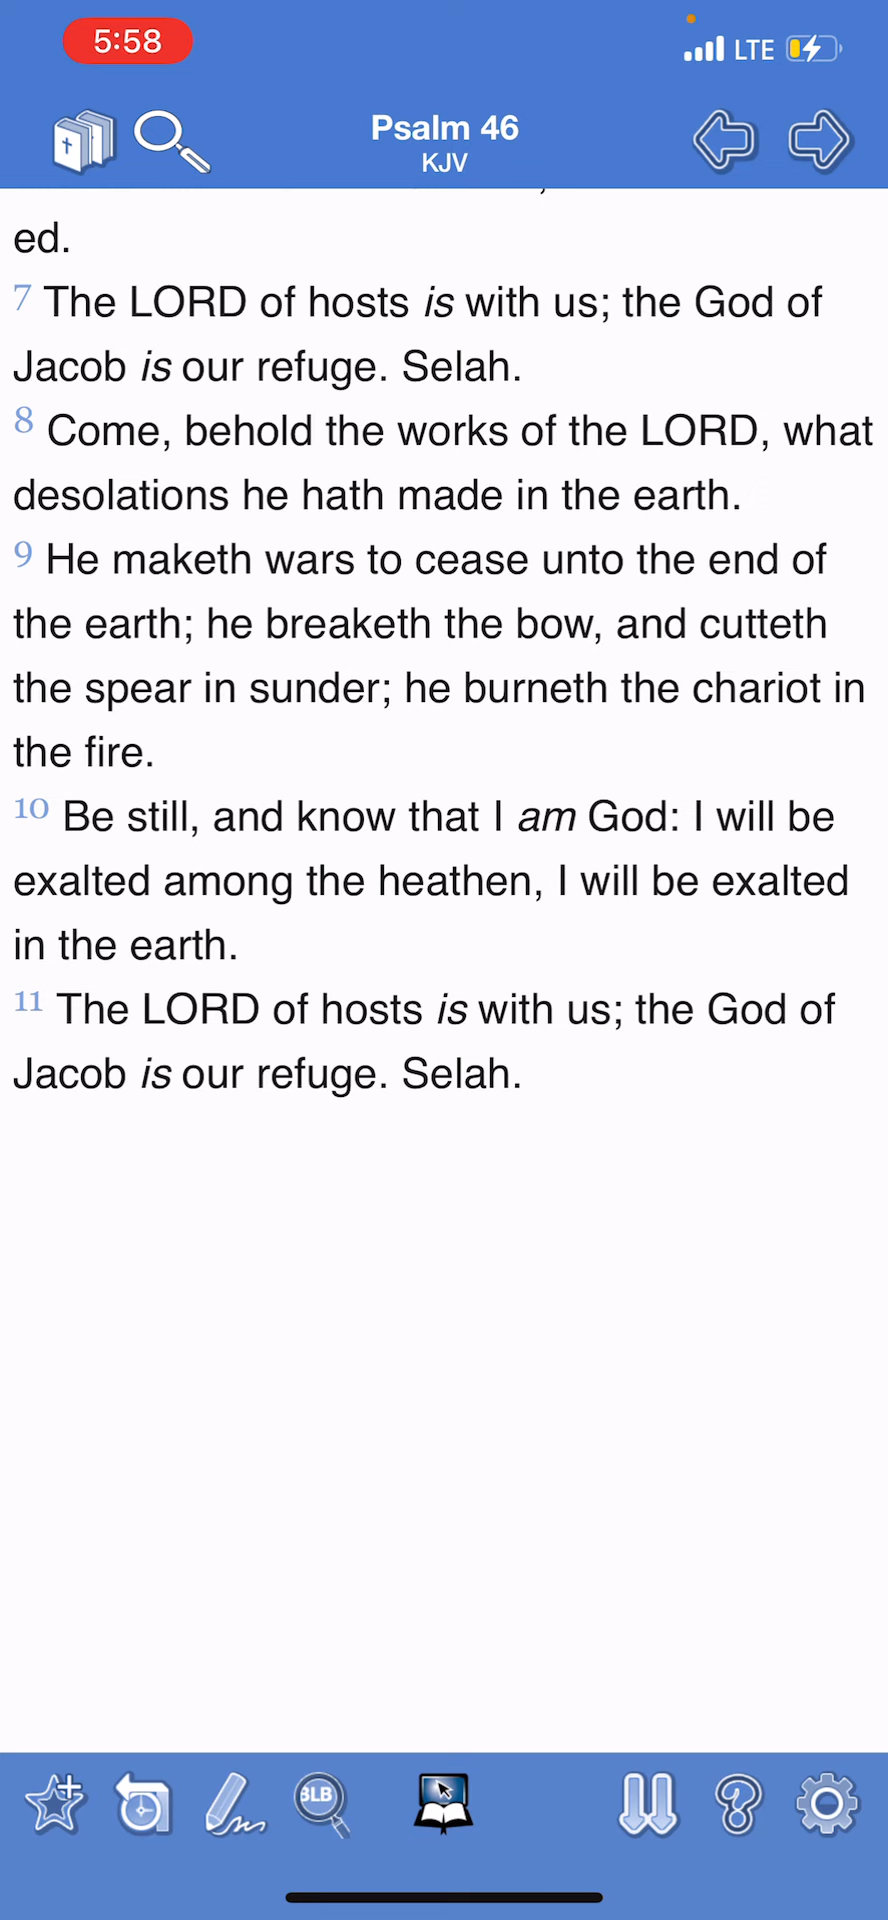 5:58
LTE
Psalm 46
KJV
ed.
7 The LORD of hosts is with us; the God of
Jacob is our refuge. Selah.
8 Come, behold the works of the LORD, what
desolations he hath made in the earth.
9 He maketh wars to cease unto the end of
the earth; he breaketh the bow, and cutteth
the spear in sunder; he burneth the chariot in
the fire.
10 Be still, and know that I am God: I will be
exalted among the heathen, I will be exalted
in the earth.
11 The LORD of hosts is with us; the God of
Jacob is our refuge. Selah.
BLB